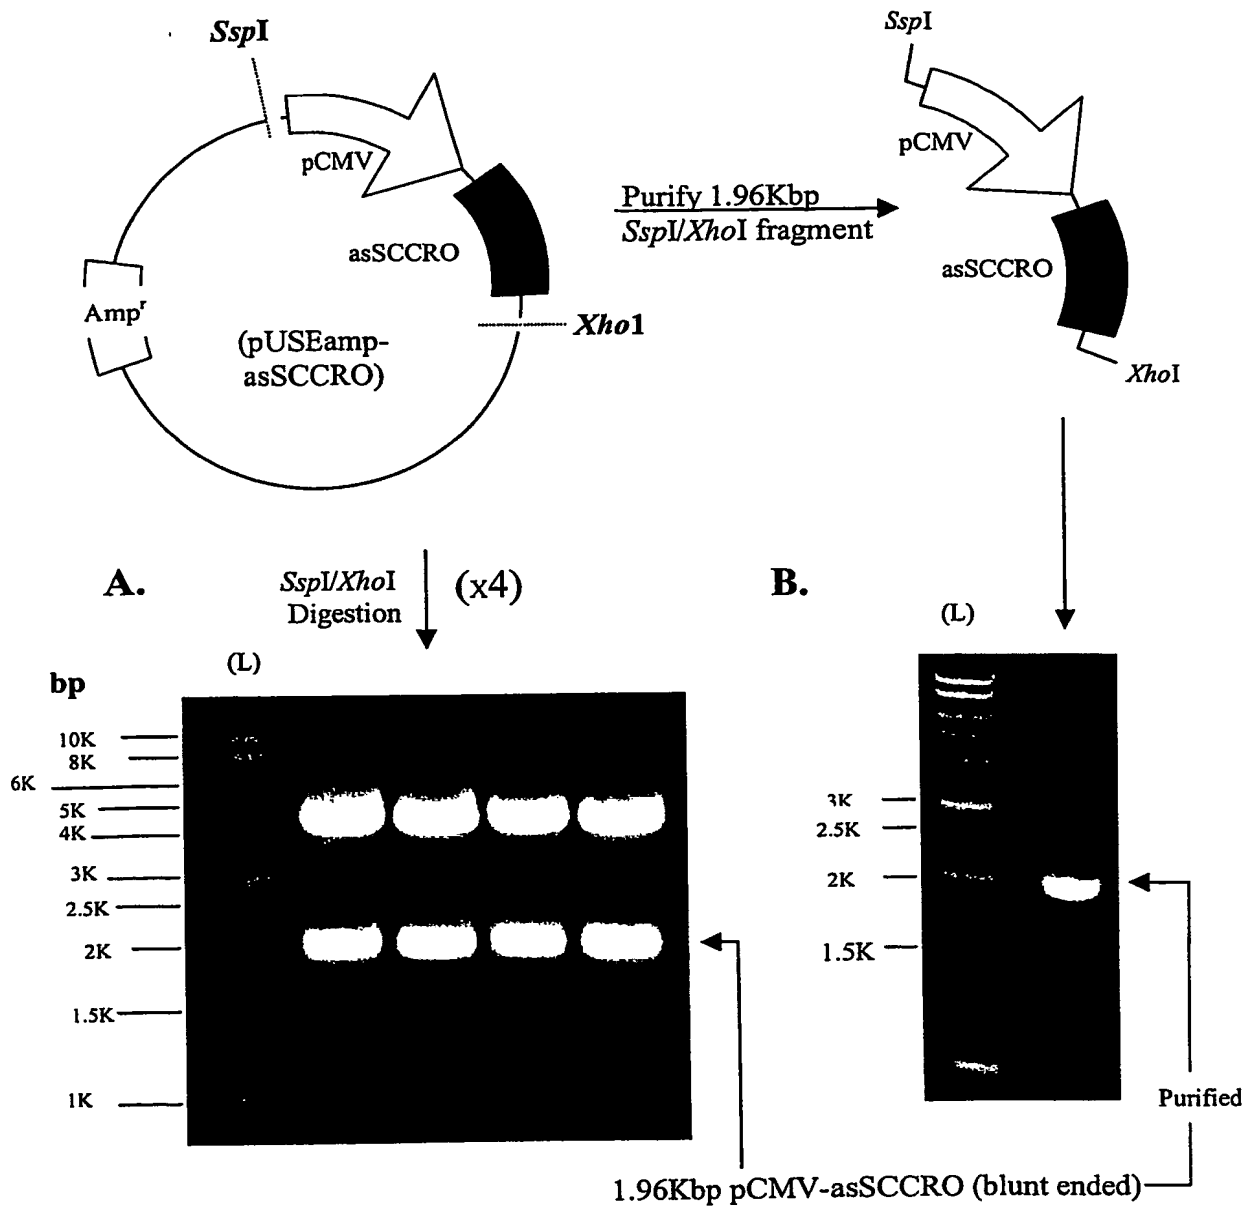 SspI
pCMV
asSCCRO
Ampr
(pUSEamp-
asSCCRO)
Xho1
Purify 1.96Kbp
SspI/XhoI fragment
SspI
pCMV
asSCCRO
XhoI
A.
SspI/XhoI
Digestion
(x4)
(L)
bp
10K
8K
6K
5K
4K
3K
2.5K
2K
1.5K
1K
B.
(L)
3K
2.5K
2K
1.5K
Purified
1.96Kbp pCMV-asSCCRO (blunt ended)